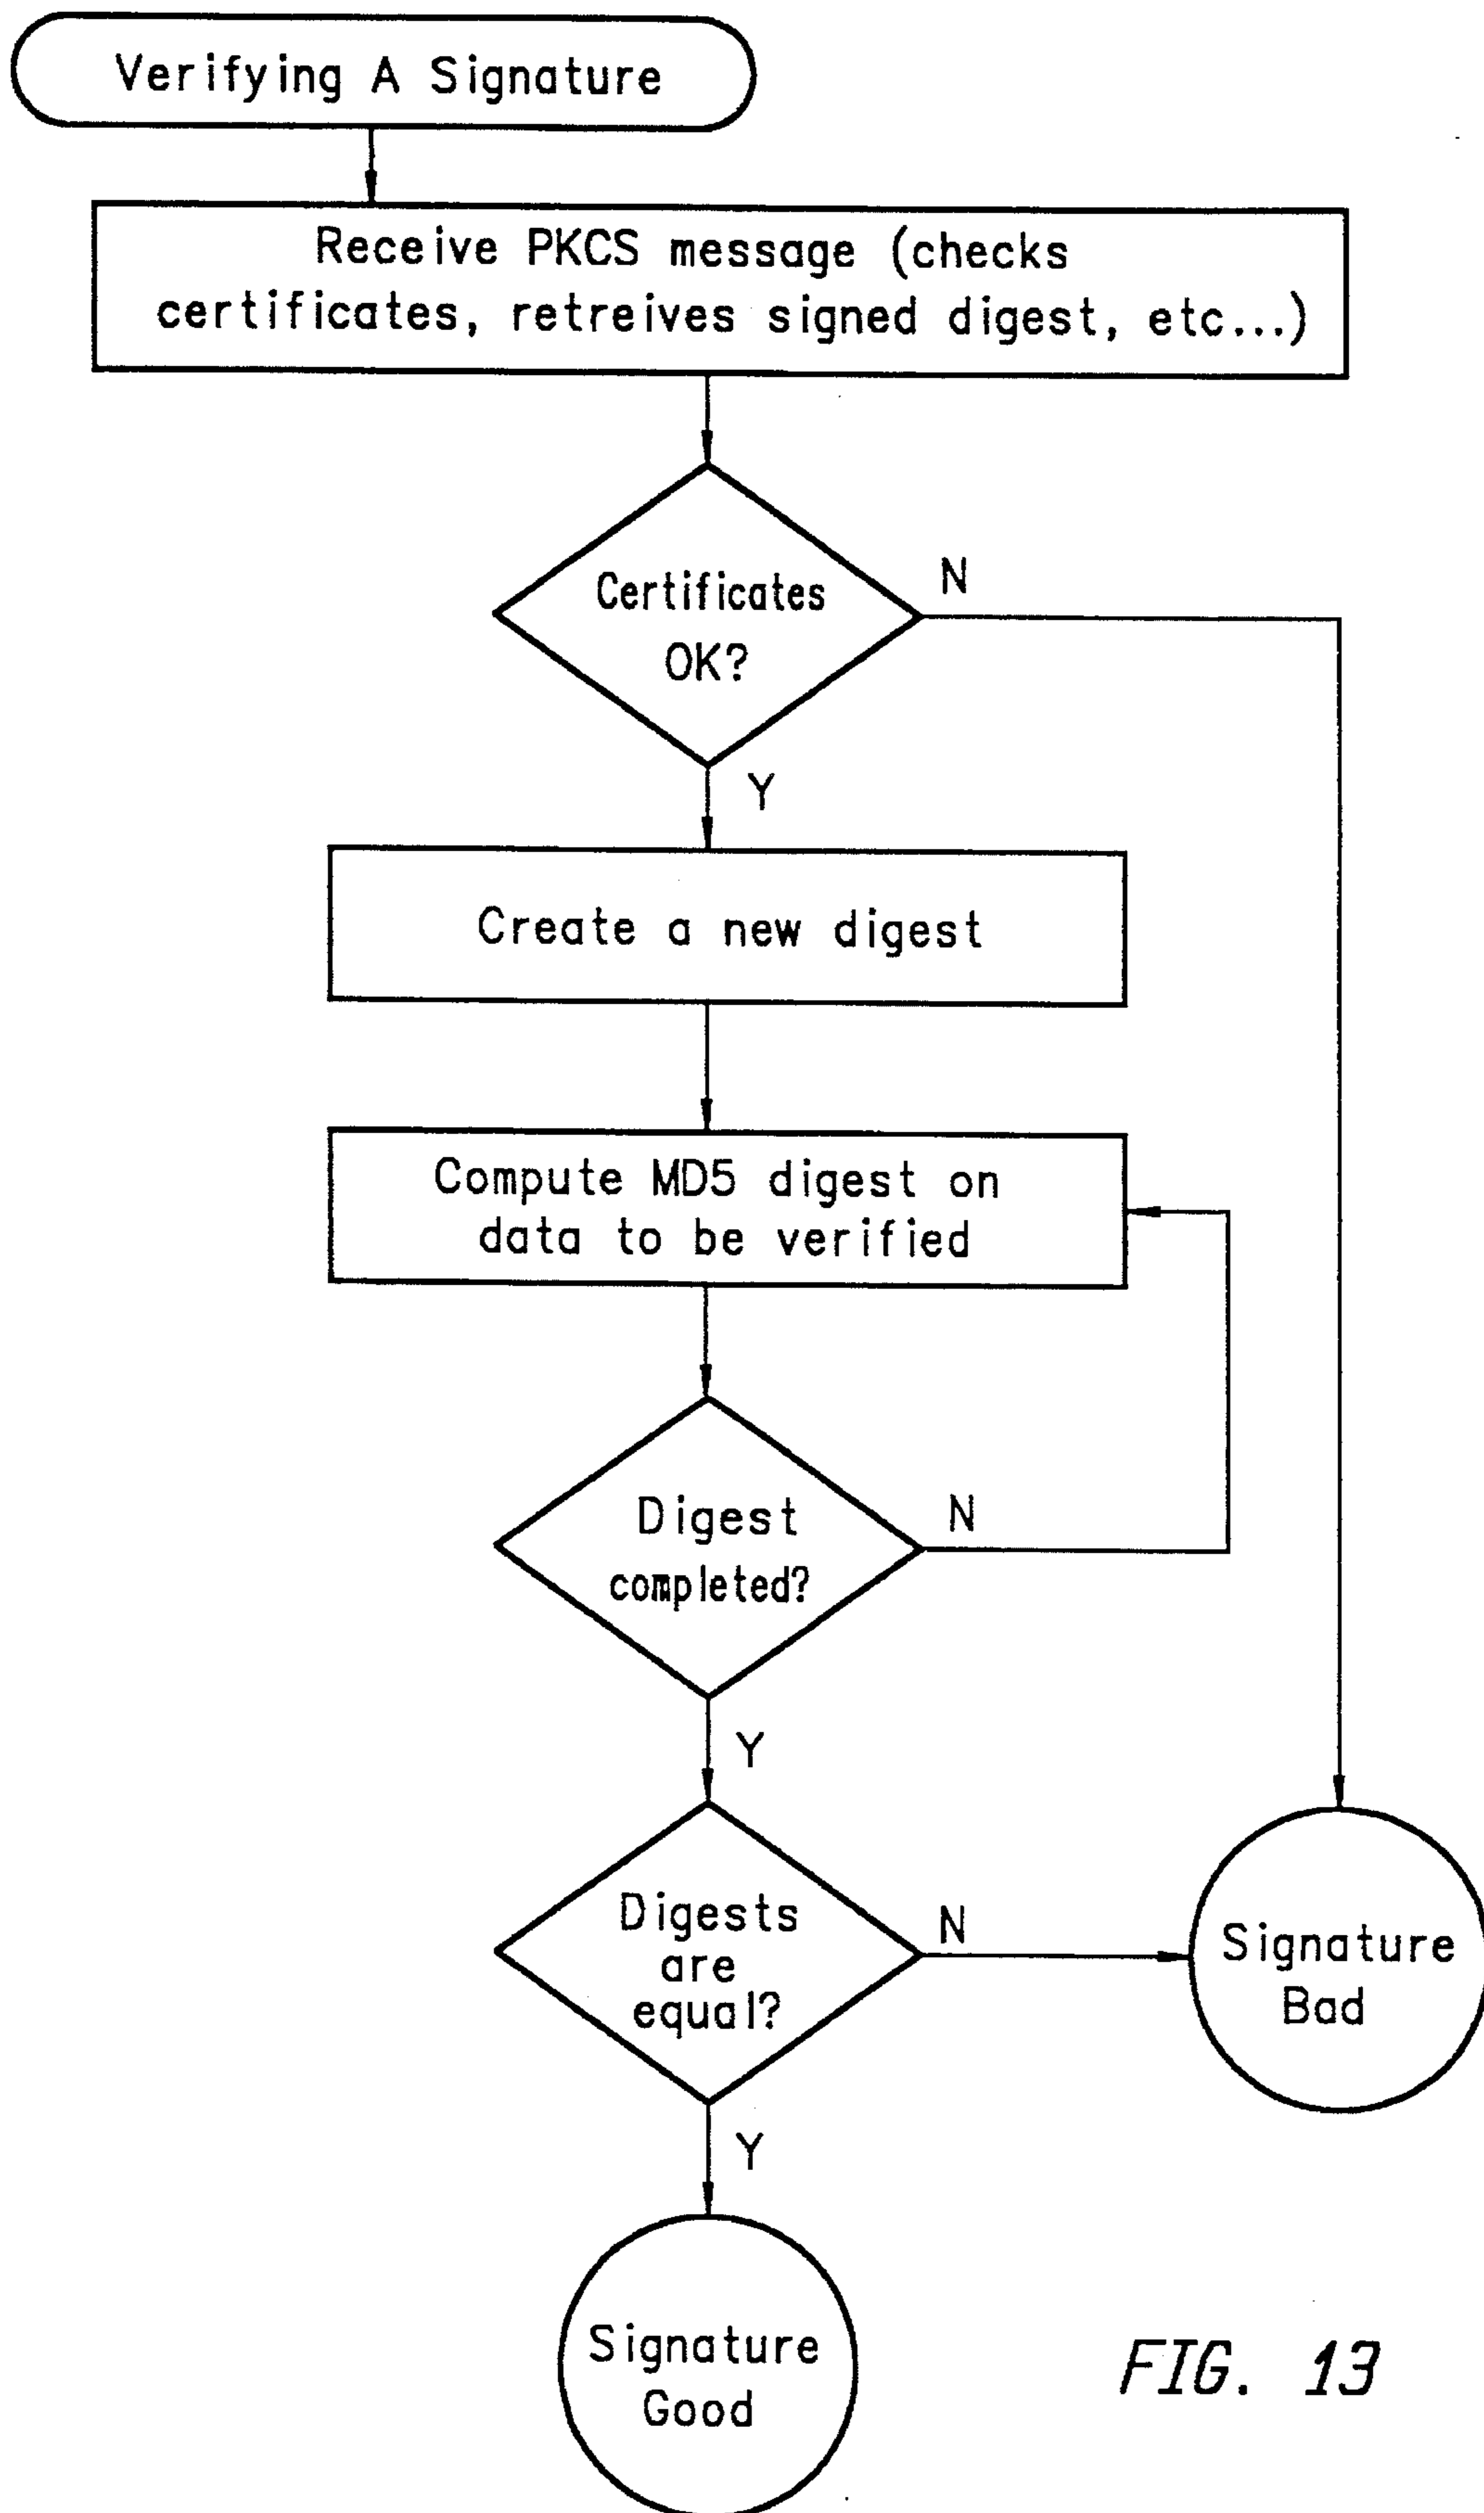 Verifying A Signature
Receive PKCS message (checks
certificates, retreives signed digest, etc...)
Certificates
OK?
N
Y
Create a new digest
Compute MD5 digest on
data to be verified
Digest
completed?
N
Y
Digests
are
equal?
N
Signature
Bad
Y
Signature
Good
FIG. 13